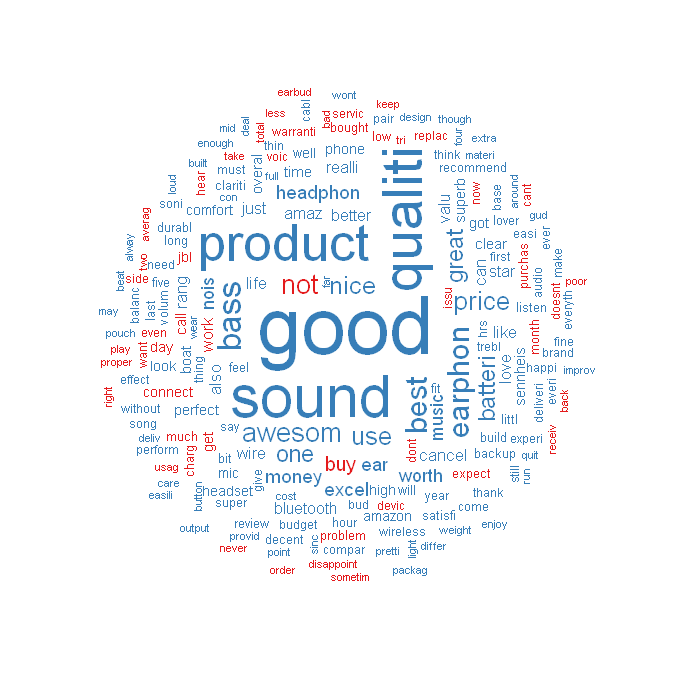 earbud
wont
keep
less
cabl
bad
servic
pair
design
though
mid
deal
total
warranti
bought
low
tri
replac
four
extra
enough
thin
voic
well
phone
qualiti
think
materi
built
take
hear
must
overal
full
time
realli
recommend
loud
clariti
con
headphon
valu
superb
now
base
around
cant
soni
comfort
just
amaz
better
got
lover
gud
averag
durabl
product
great
clear
easi
ever
alway
two
long
jbl
can
first
purchas
beat
side
need
nois
life
not
far
nice
issu
star
audio
doesnt
make
poor
balanc
five
volum
rang
bass
price
listen
everyth
may
last
pouch
even
call
wear
work
good
earphon
hrs
like
month
fine
play
want
day
boat
trebl
brand
proper
look
thing
also
feel
best
music
fit
batteri
love
sennheis
happi
improv
effect
connect
sound
littl
deliveri
everi
back
right
without
perfect
song
say
awesom
use
dont
build
experi
receiv
deliv
much
get
perform
charg
bit
wire
one
cancel
backup
quit
usag
mic
buy
ear
worth
expect
still
run
care
button
headset
give
money
excel
high
will
year
thank
easili
super
cost
bluetooth
bud
devic
come
output
review
budget
hour
amazon
satisfi
enjoy
provid
decent
sinc
problem
wireless
weight
never
point
compar
pretti
light
differ
order
disappoint
sometim
packag